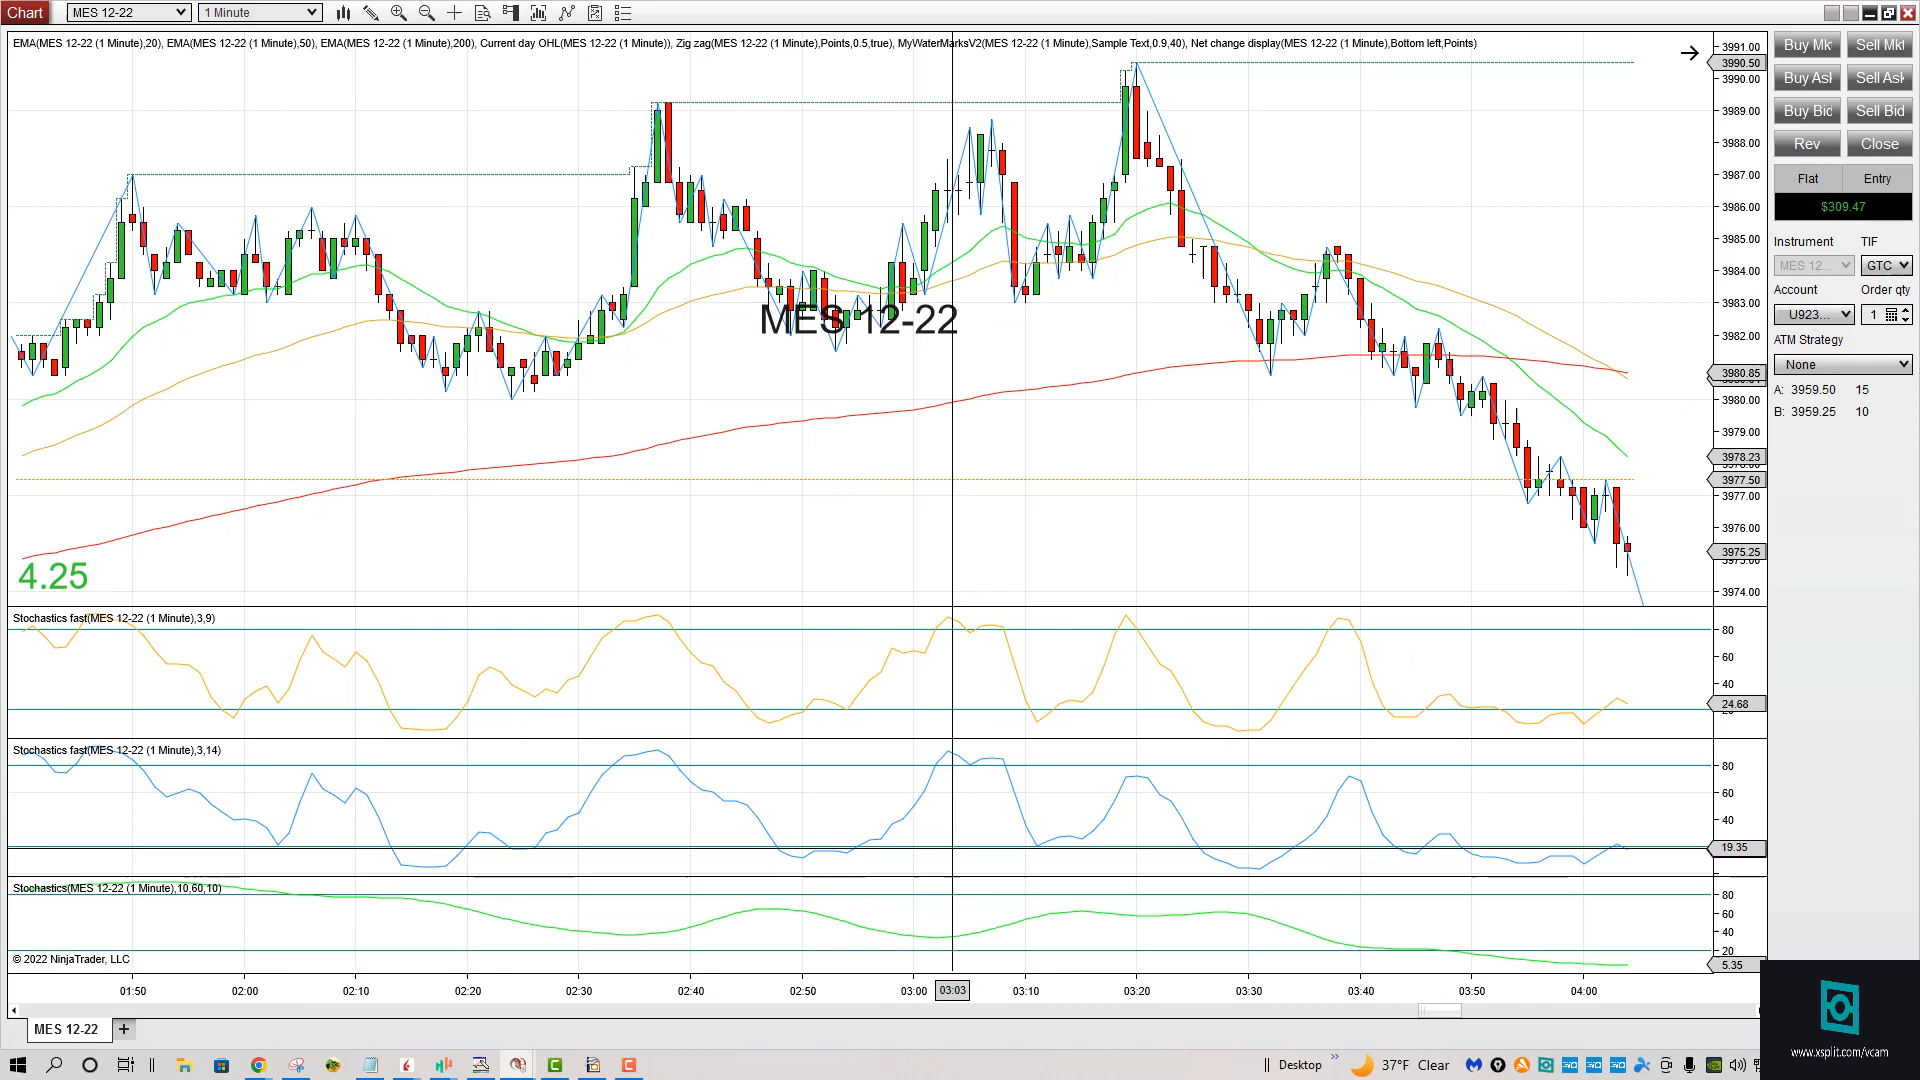 Chart MES 12-22 1 Minute
EMA(MES 12-22 (1 Minute),20), EMA(MES 12-22 (1 Minute),50), EMA(MES 12-22 (1 Minute),200), Current day OHL(MES 12-22 (1 Minute)), Zig zag(MES 12-22 (1 Minute),Points,0.5,true), MyWaterMarksV2(MES 12-22 (1 Minute),Sample Text,0.9,40), Net change display(MES 12-22 (1 Minute),Bottom left,Points)
3991.00
3990.50
3990.00
3989.00
3988.00
3987.00
3986.00
3985.00
3984.00
3983.00
3982.00
3980.85
3980.00
3979.00
3978.23
3977.50
3977.00
3976.00
3975.25
3974.00
MES 12-22
4.25
Stochastics fast(MES 12-22 (1 Minute),3,9)
80
60
40
24.68
Stochastics fast(MES 12-22 (1 Minute),3,14)
80
60
40
19.35
Stochastics(MES 12-22 (1 Minute),10,60,10)
80
60
40
20
5.35
© 2022 NinjaTrader, LLC
01:50 02:00 02:10 02:20 02:30 02:40 02:50 03:00 03:03 03:10 03:20 03:30 03:40 03:50 04:00
MES 12-22 +
Buy Mk Sell Mkt
Buy Asl Sell Ask
Buy Bid Sell Bid
Rev Close
Flat Entry
$309.47
Instrument TIF
MES 12... GTC
Account Order qty
U923... 1
ATM Strategy
None
A: 3959.50 15
B: 3959.25 10
www.xsplit.com/vcam
Desktop 37°F Clear